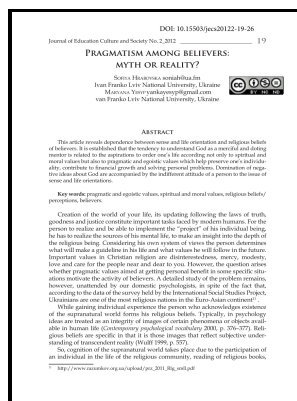 DOI: 10.15503/jecs20122-19-26
Journal of Education Culture and Society No. 2_2012 19
Pragmatism among believers:
myth or reality?
Sofiya Hrabovska
Ivan Franko Lviv National University, Ukraine
Ivan Franko Lviv National University, Ukraine
Abstract
This article reveals dependence between sense and life orientation and religious beliefs
of believers. It is established that the tendency to understand God as a merciful and doting
mentor is related to the aspirations to order one's life according not only to spiritual and
moral values but also to pragmatic and egoistic values which help preserve one's individu-
ality, contribute to financial growth and solving personal problems. Domination of nega-
tive ideas about God are accompanied by the indifferent attitude of a person to the issue of
sense and life orientations.
Key words: pragmatic and egoistic values, spiritual and moral values, religious beliefs/
perceptions, believers.
Creation of the world of your life, its updating following the laws of truth,
goodness and justice constitute important tasks faced by modern humans. For the
person to realize and be able to implement the "project" of his individual being,
he has to realize the sources of his mental life, to make an insight into the depth of
the religious being. Considering his own system of views the person determines
what will make a guideline in his life and what values he will follow in the future.
Important values in Christian religion are disinterestedness, mercy, modesty,
love and care for the people near and dear to you. However, the question arises
whether pragmatic values aimed at getting personal benefit in some specific situ-
ations motivate the activity of believers. A detailed study of the problem remains,
however, unattended by our domestic psychologists, in spite of the fact that,
according to the data of the survey held by the International Social Studies Project,
Ukrainians are one of the most religious nations in the Euro-Asian continent¹.
While gaining individual experience the person who acknowledges existence
of the supranatural world forms his religious beliefs. Typically, in psychology
ideas are treated as an integrity of images of certain phenomena or objects avail-
able in human life (Contemporary psychological vocabulary 2000, p. 376-377). Reli-
gious beliefs are specific in that it is those images that reflect subjective under-
standing of transcendent reality (Wulff 1999, p. 557).
So, cognition of the supranatural world takes place due to the participation of
an individual in the life of the religious community, reading of religious books,